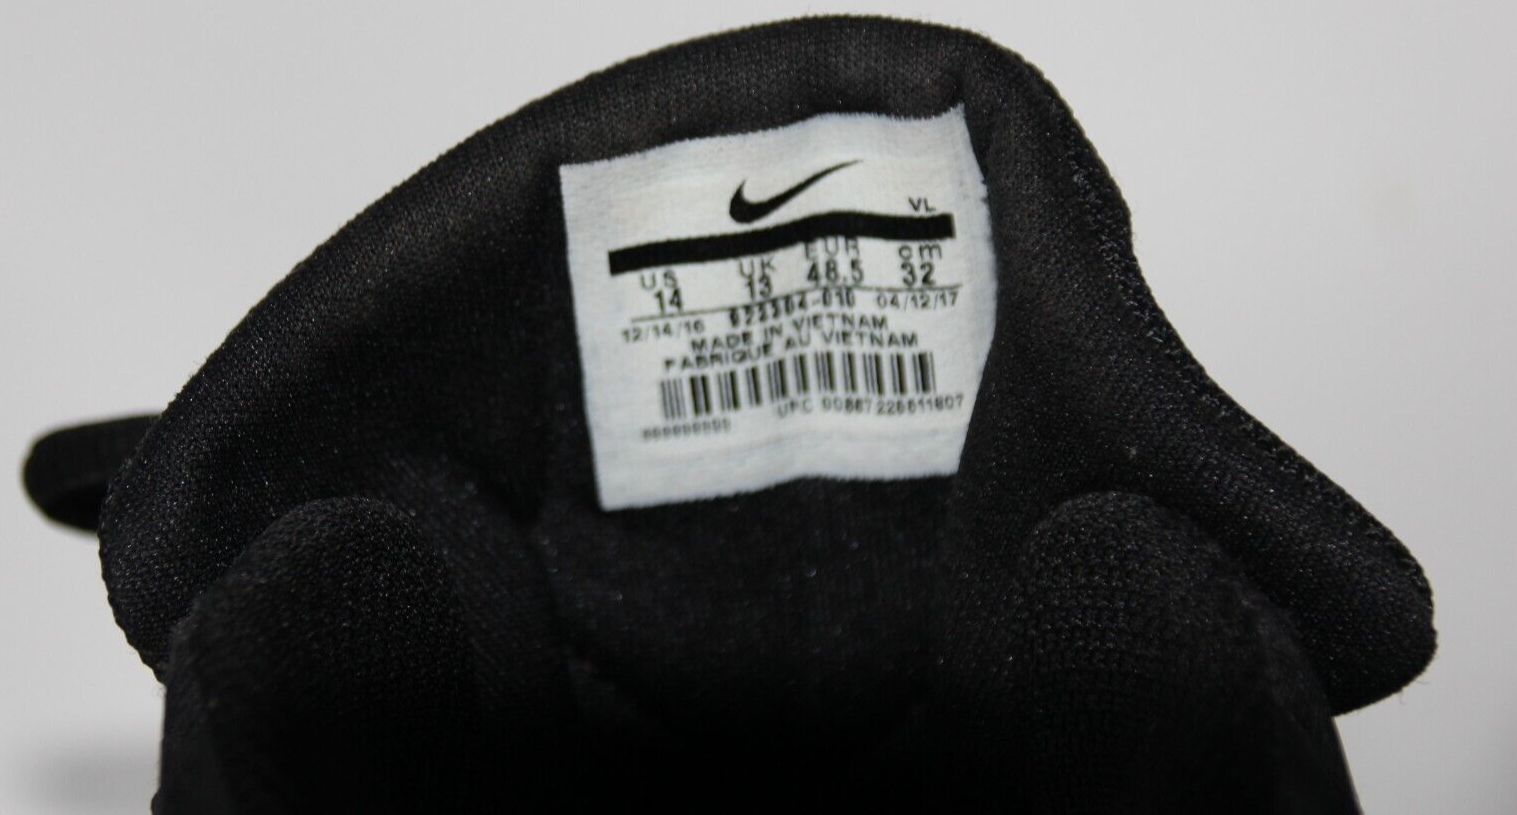 VL
US UK EUR cm
14 13 48.5 32
12/14/16 04/12/17
MADE IN VIETNAM
FABRIQUE AU VIETNAM
UPC